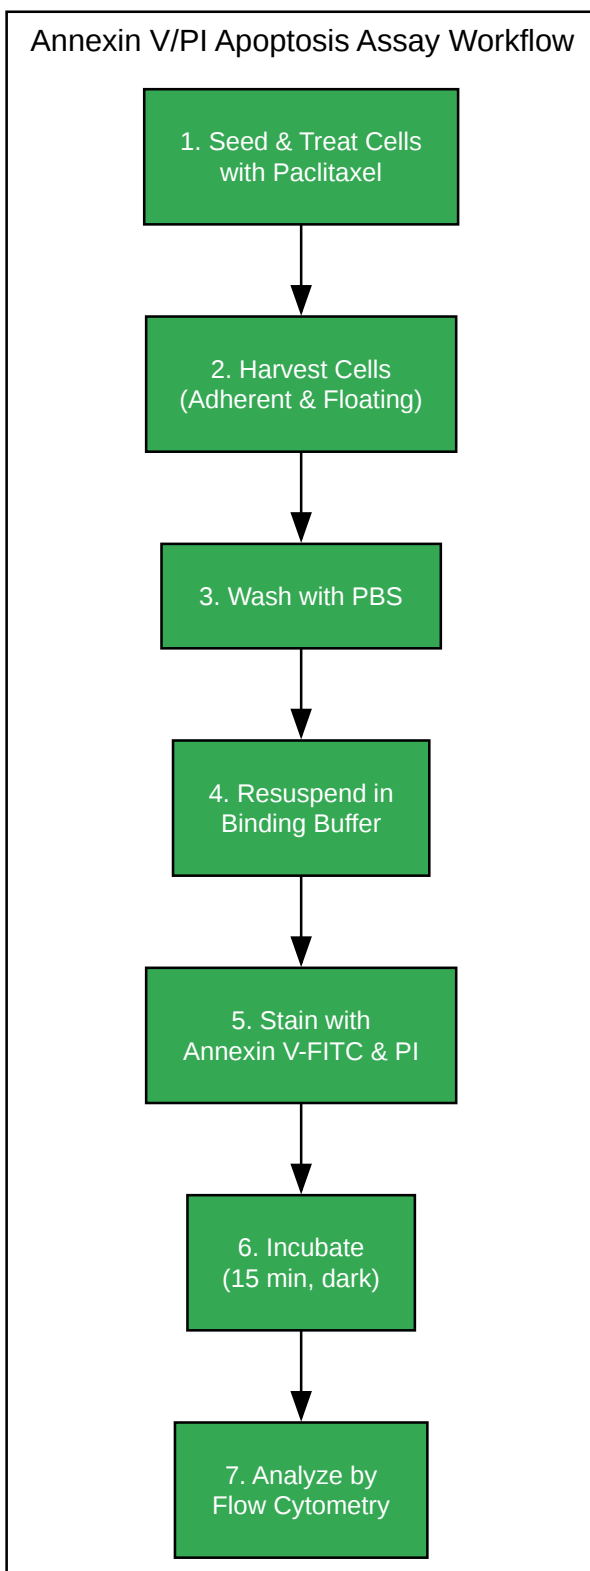 Annexin V/PI Apoptosis Assay Workflow
1. Seed & Treat Cells
with Paclitaxel
2. Harvest Cells
(Adherent & Floating)
3. Wash with PBS
4. Resuspend in
Binding Buffer
5. Stain with
Annexin V-FITC & PI
6. Incubate
(15 min, dark)
7. Analyze by
Flow Cytometry